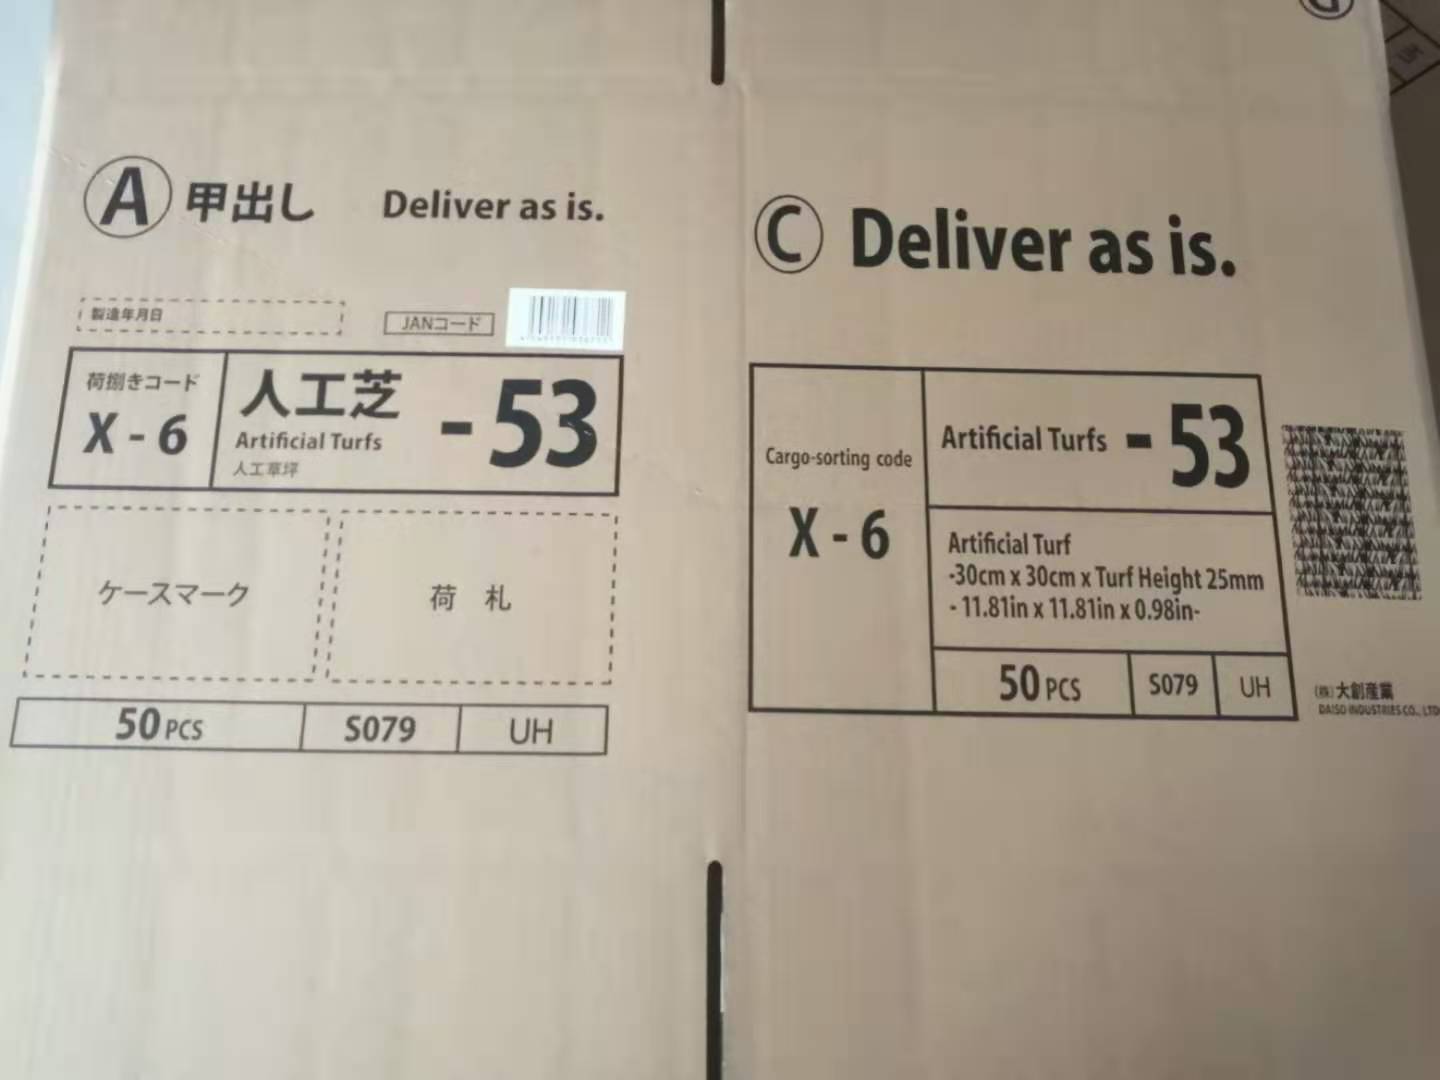 A 甲出し Deliver as is.
製造年月日
JANコード
荷捌きコード
X - 6
人工芝
Artificial Turfs
人工草坪
- 53
ケースマーク
荷 札
50 PCS
S079
UH
C Deliver as is.
Cargo-sorting code
X - 6
Artificial Turfs - 53
Artificial Turf
-30cm x 30cm x Turf Height 25mm
- 11.81in x 11.81in x 0.98in-
50 PCS
S079
UH
(株)大創産業
DAISO INDUSTRIES CO., LTD
UH